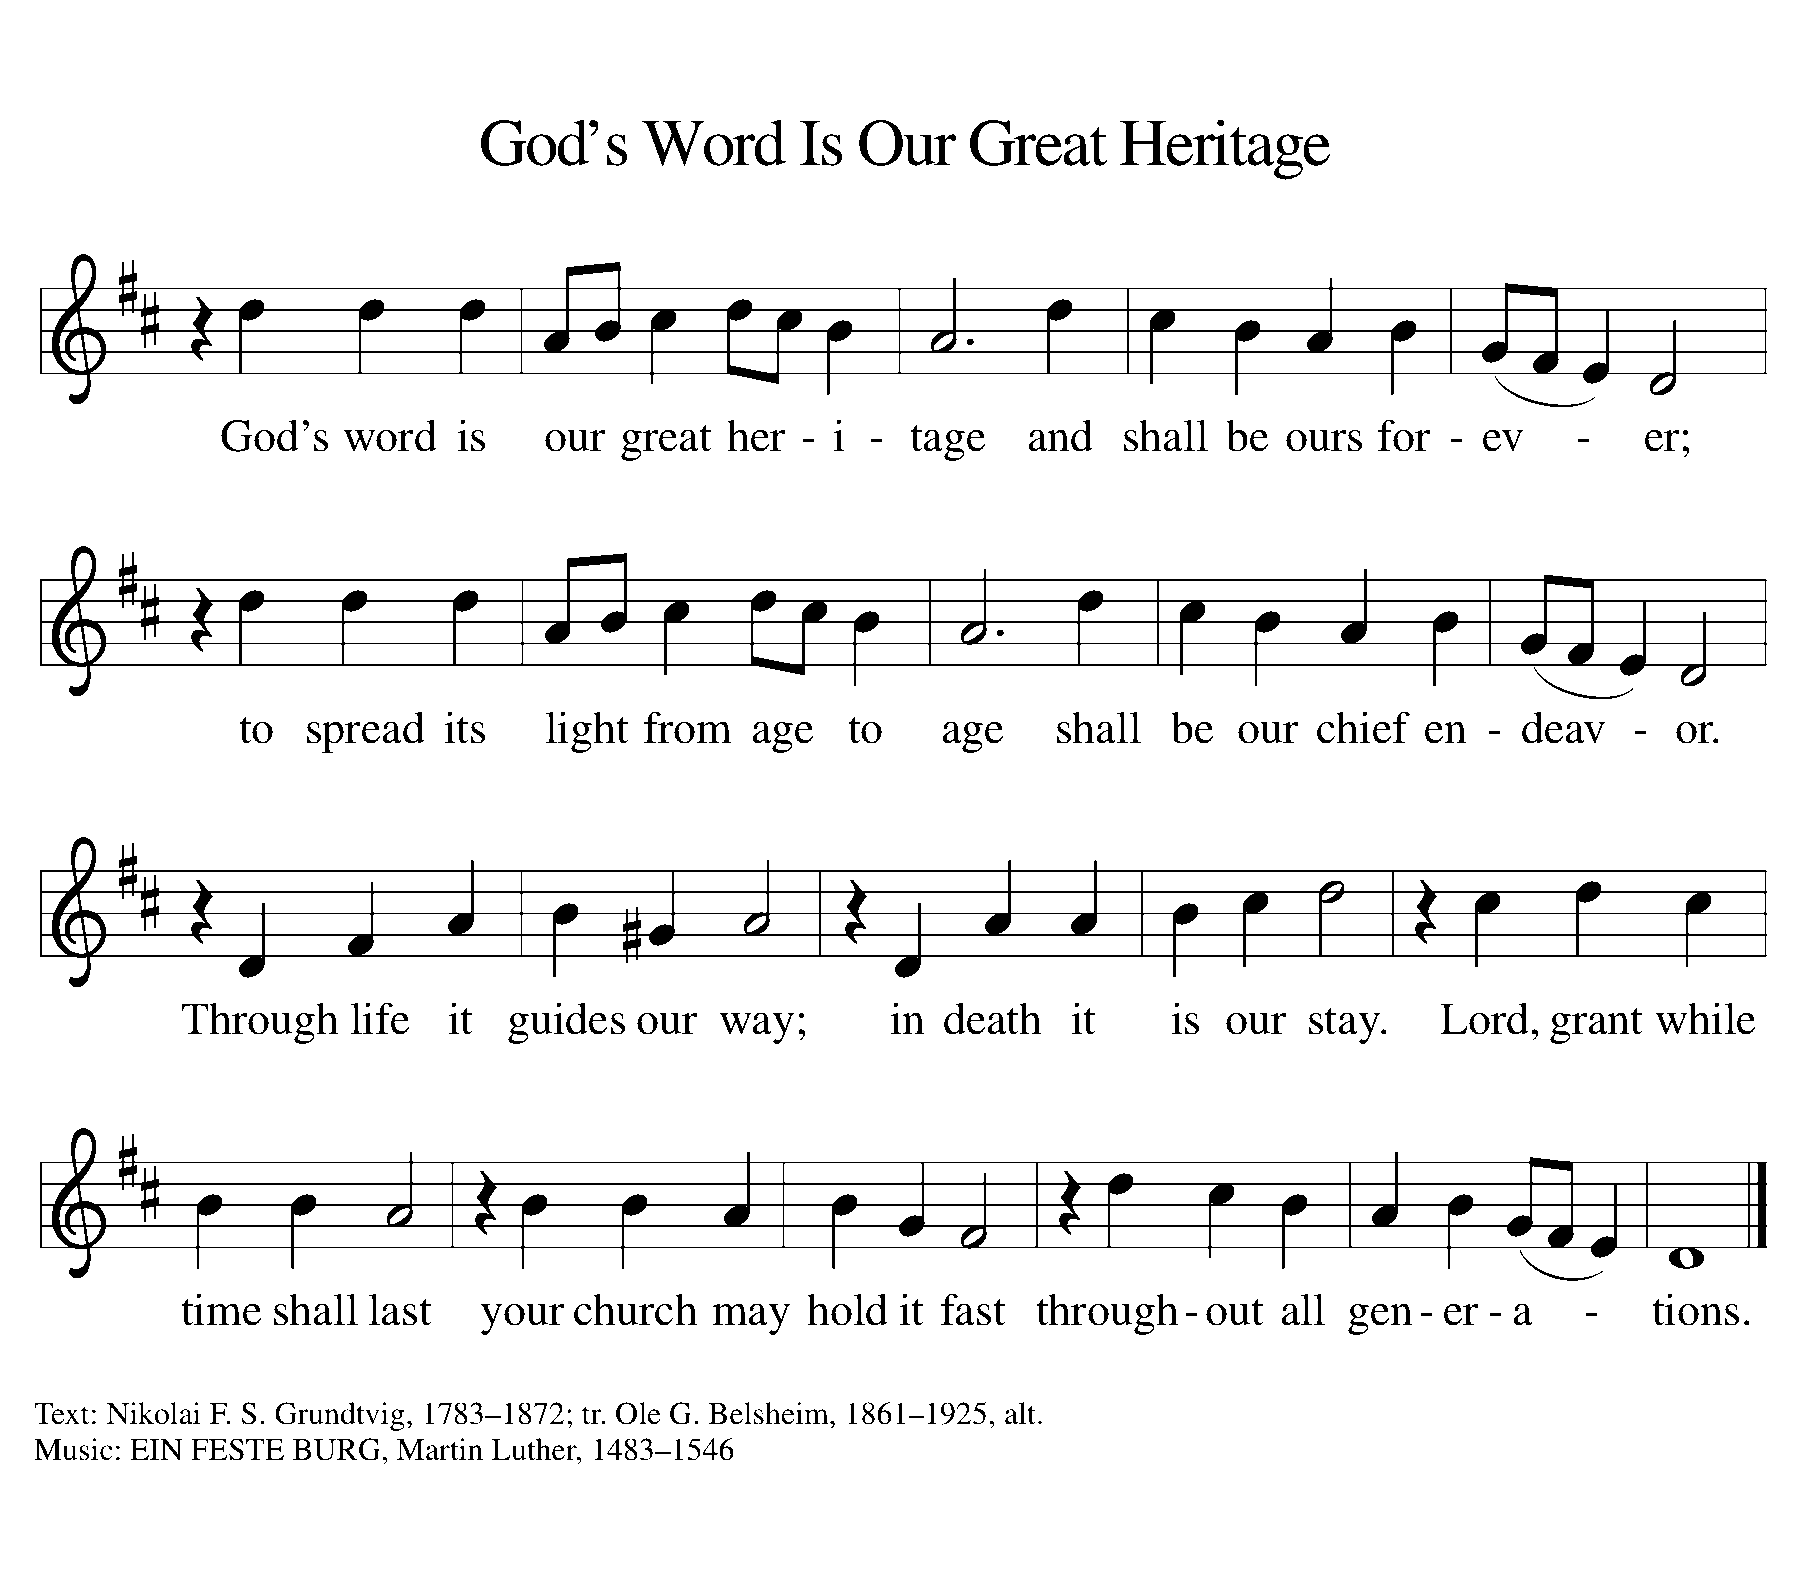 God’s Word Is Our Great Heritage
God’s word is our great her - i - tage and shall be ours for - ev - er;
to spread its light from age to age shall be our chief en - deav - or.
Through life it guides our way; in death it is our stay. Lord, grant while
time shall last your church may hold it fast through - out all gen - er - a - tions.
Text: Nikolai F. S. Grundtvig, 1783–1872; tr. Ole G. Belsheim, 1861–1925, alt.
Music: EIN FESTE BURG, Martin Luther, 1483–1546